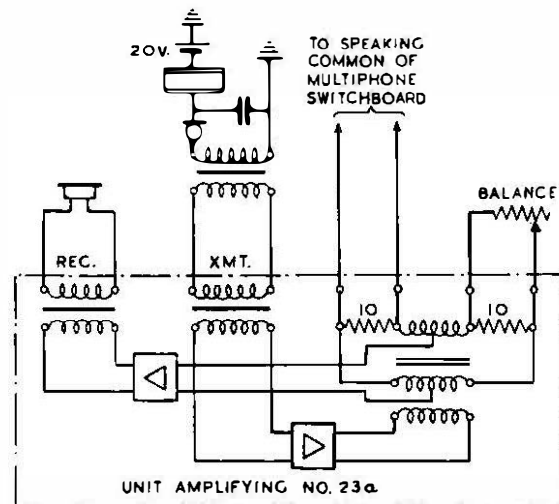 20V.
TO SPEAKING
COMMON OF
MULTIPHONE
SWITCHBOARD
BALANCE
REC.
XMT.
10
10
UNIT AMPLIFYING NO. 23a